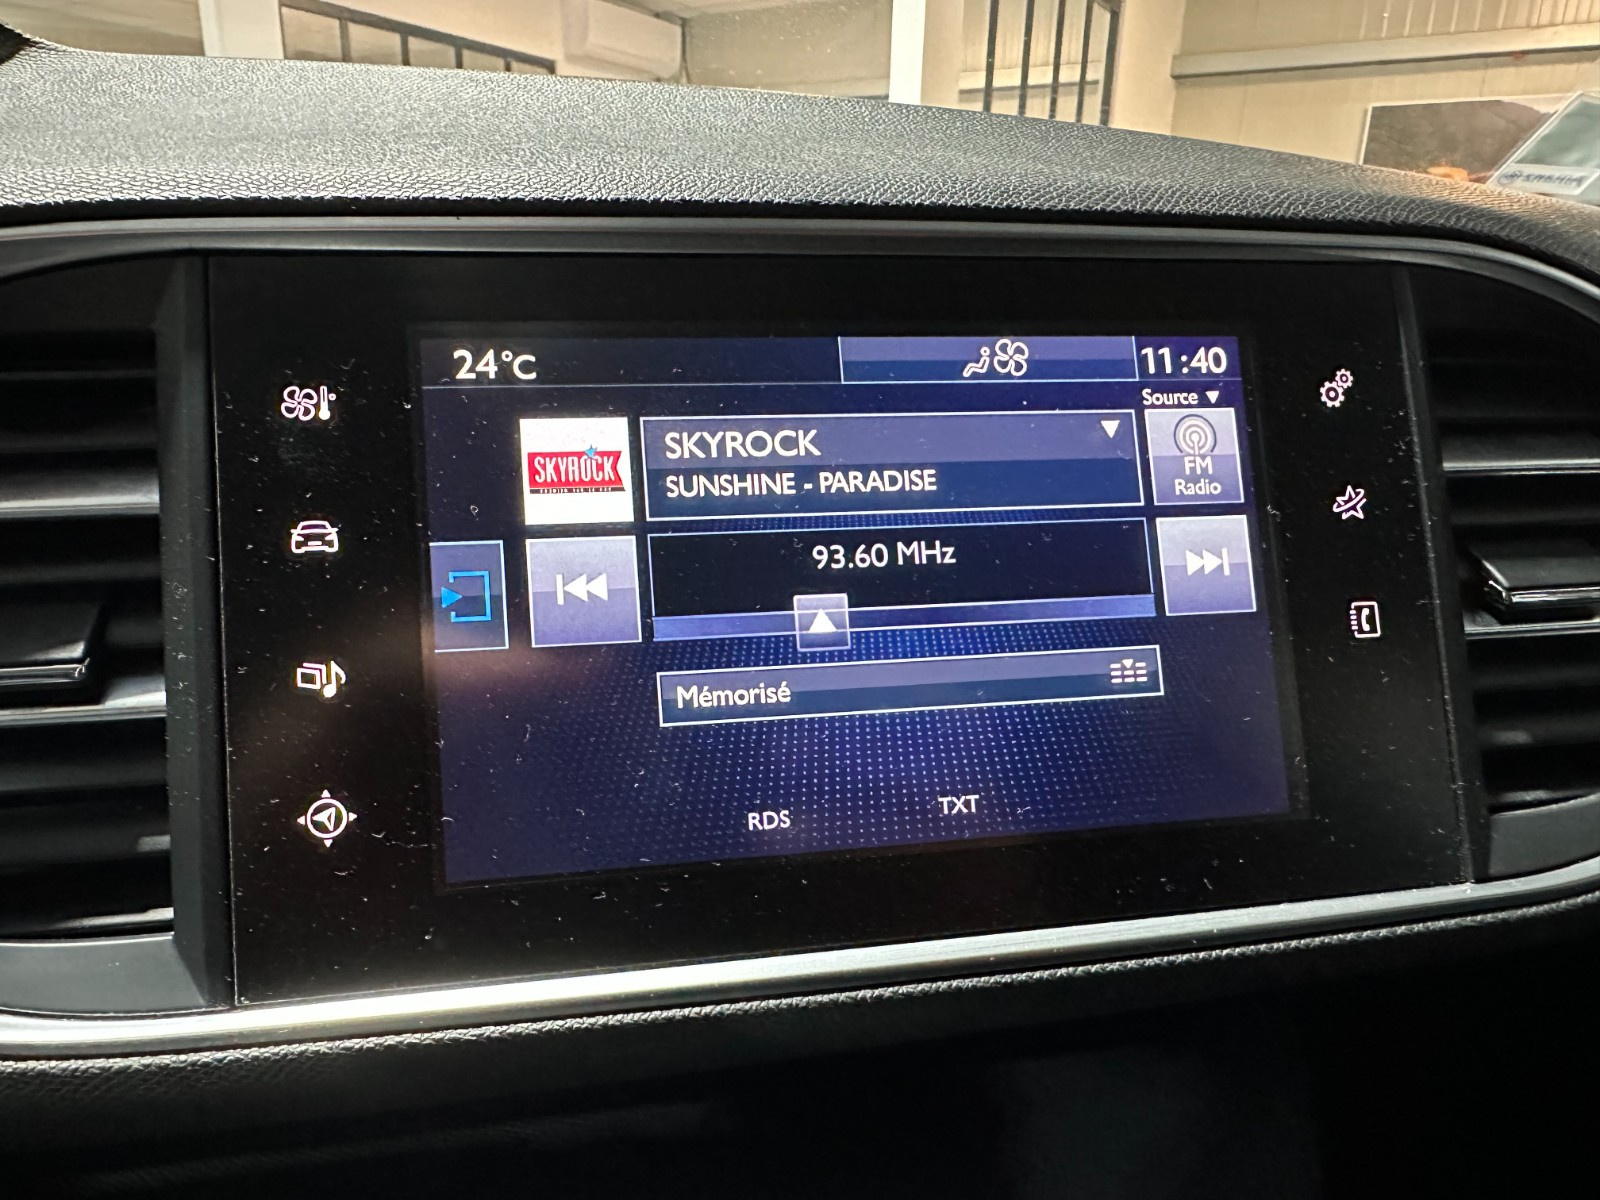 24°C
11:40
Source
SKYROCK
SKYROCK
SUNSHINE - PARADISE
FM
Radio
93.60 MHz
Mémorisé
RDS
TXT